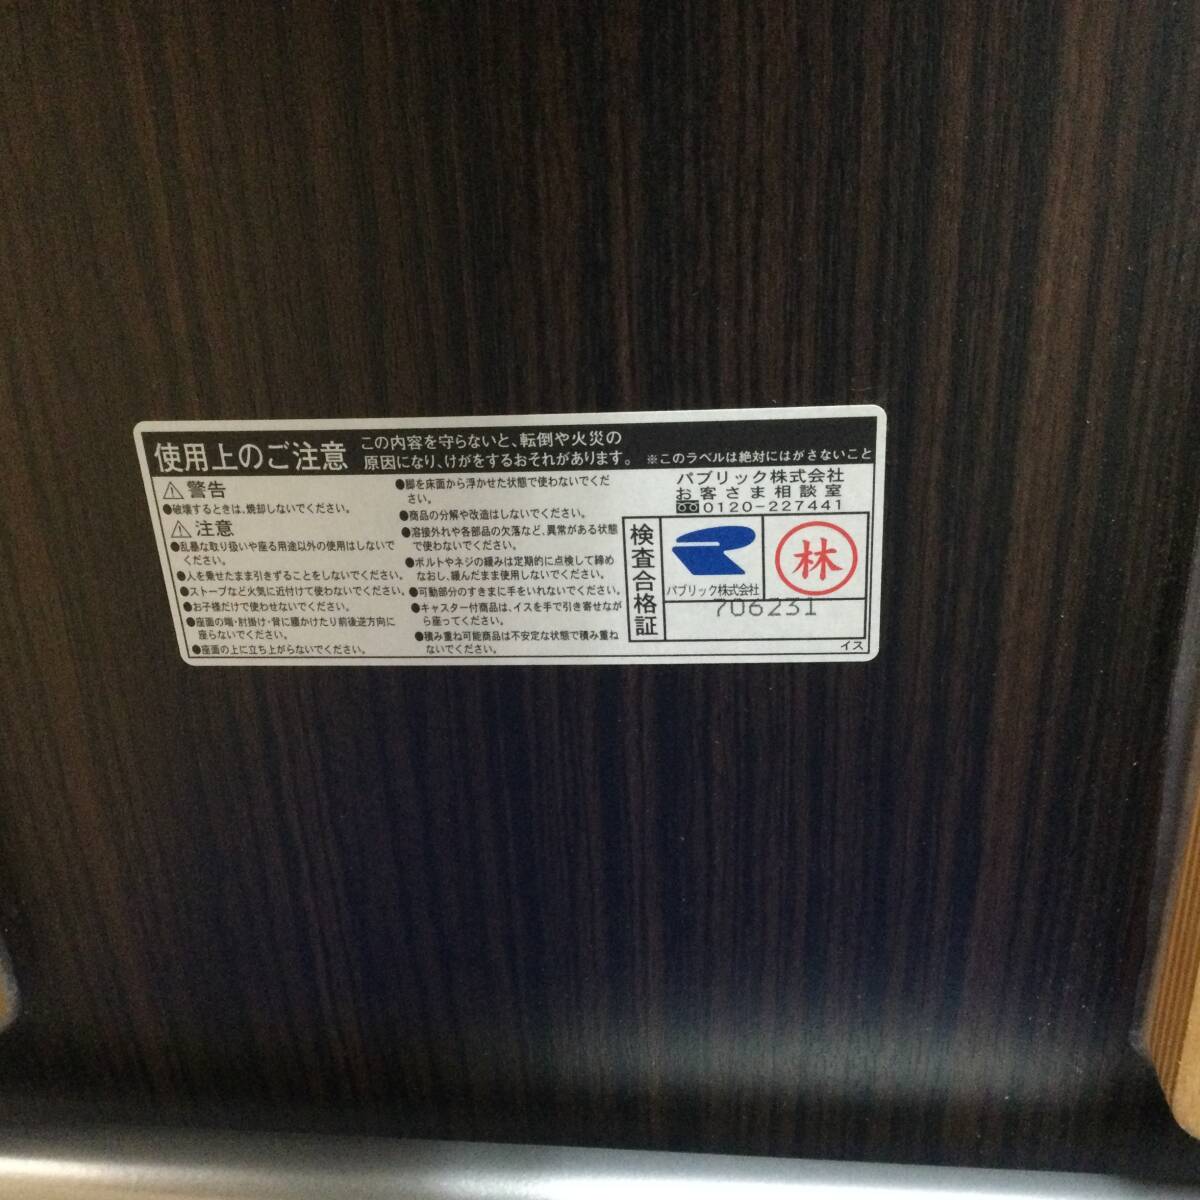 使用上のご注意
この内容を守らないと、転倒や火災の
原因になり、けがをするおそれがあります。
※このラベルは絶対にはがさないこと
⚠警告
●破壊するときは、焼却しないでください。
⚠注意
●乱暴な取り扱いや座る用途以外の使用はしないで
ください。
●人を乗せたまま引きずることをしないでください。
●ストーブなど火気に近付けて使わないでください。
●お子様だけで使わせないでください。
●座面の端・肘掛け・背に腰かけたり前後逆方向に
座らないでください。
●座面の上に立ち上がらないでください。
●脚を床面から浮かせた状態で使わないでくだ
さい。
●商品の分解や改造はしないでください。
●溶接外れや各部品の欠落など、異常がある状態
で使わないでください。
●ボルトやネジの緩みは定期的に点検して締め
なおし、緩んだまま使用しないでください。
●可動部分のすきまに手をいれないでください。
●キャスター付商品は、イスを手で引き寄せなが
ら座ってください。
●積み重ね可能商品は不安定な状態で積み重ね
ないでください。
パブリック株式会社
お客さま相談室
0120-227441
検査合格証
パブリック株式会社
林
706231
イス